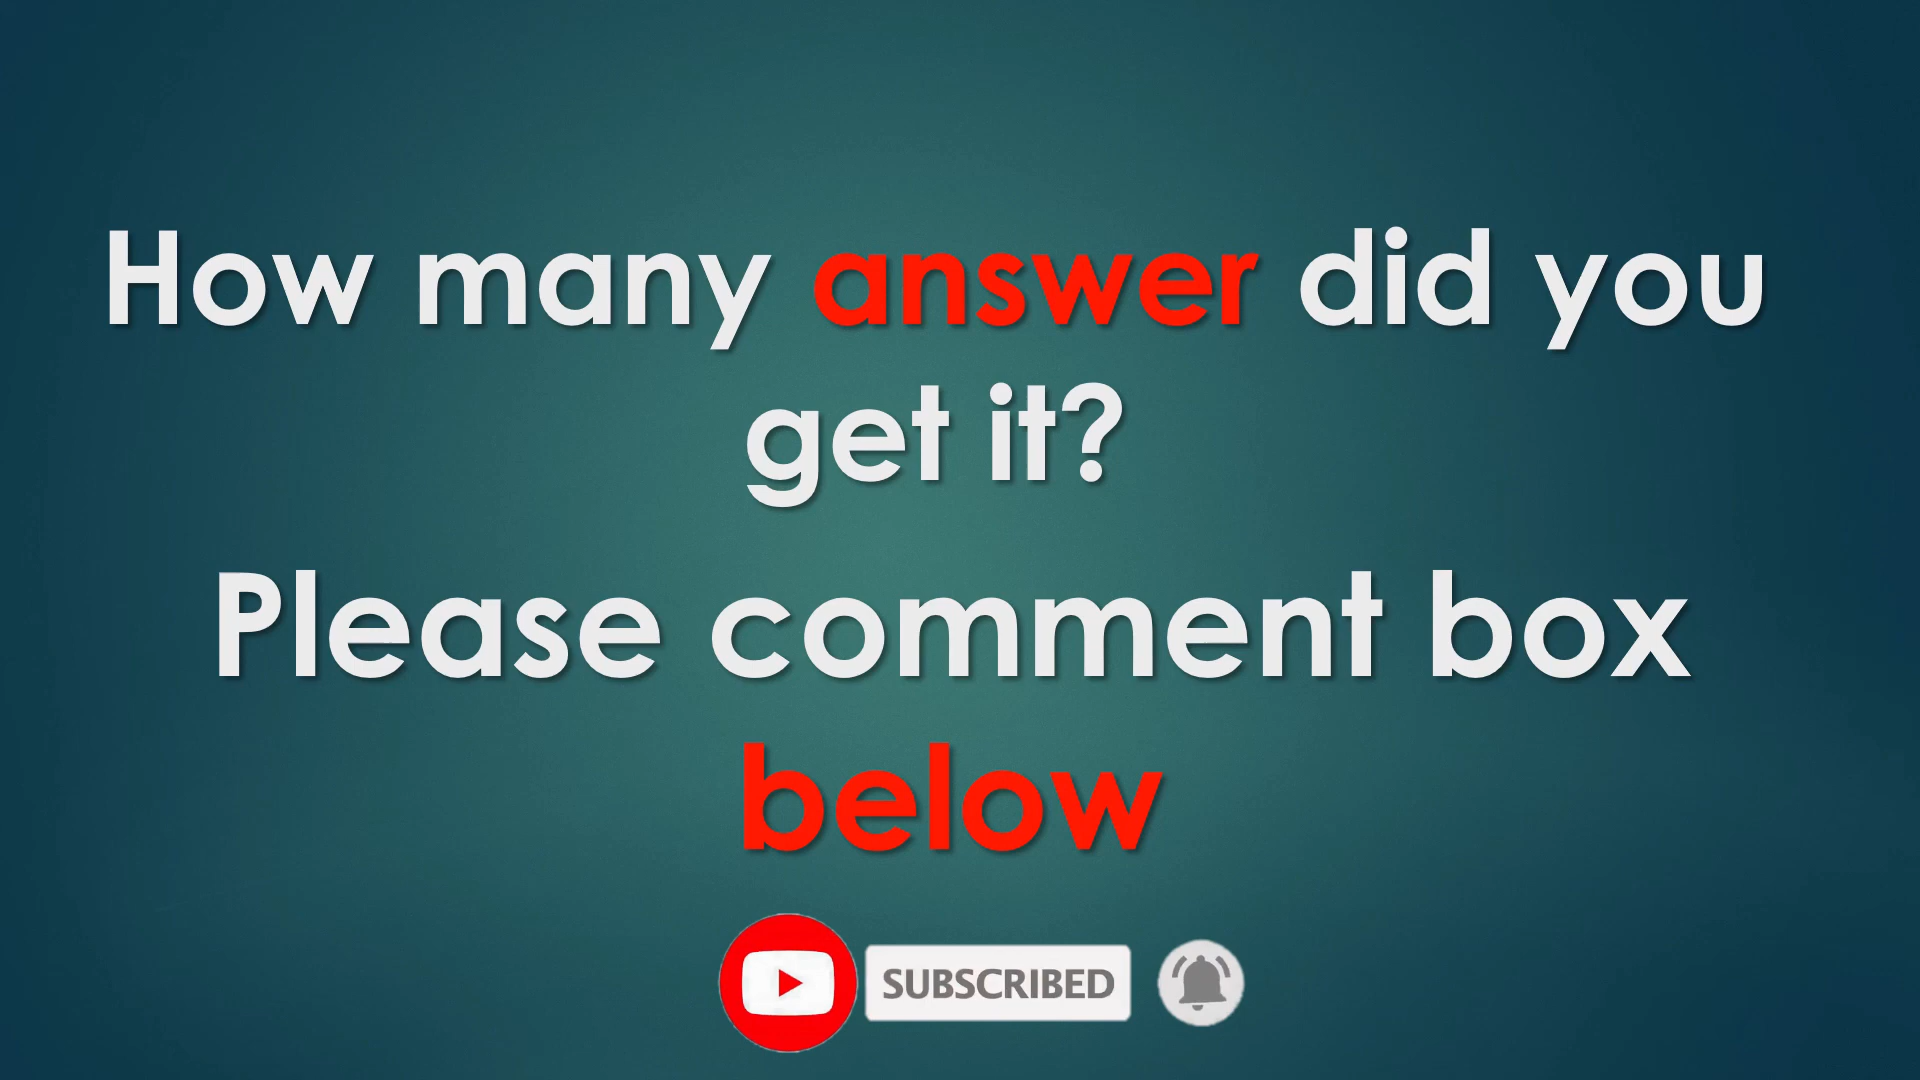 How many answer did you
get it?
Please comment box
below
SUBSCRIBED